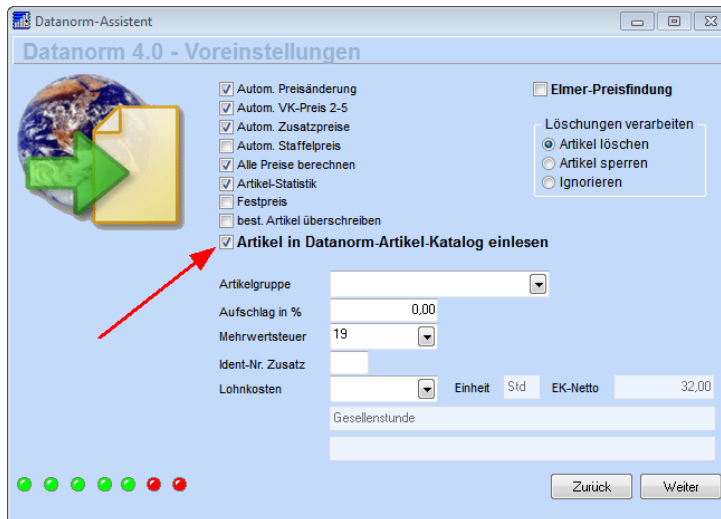 Datanorm-Assistent
Datanorm 4.0 - Voreinstellungen
Autom. Preisänderung
Autom. VK-Preis 2-5
Autom. Zusatzpreise
Autom. Staffelpreis
Alle Preise berechnen
Artikel-Statistik
Festpreis
best. Artikel überschreiben
Artikel in Datanorm-Artikel-Katalog einlesen
Elmer-Preisfindung
Löschungen verarbeiten
Artikel löschen
Artikel sperren
Ignorieren
Artikelgruppe
Aufschlag in % 0,00
Mehrwertsteuer 19
Ident-Nr. Zusatz
Lohnkosten Einheit Std EK-Netto 32,00
Gesellenstunde
Zurück Weiter